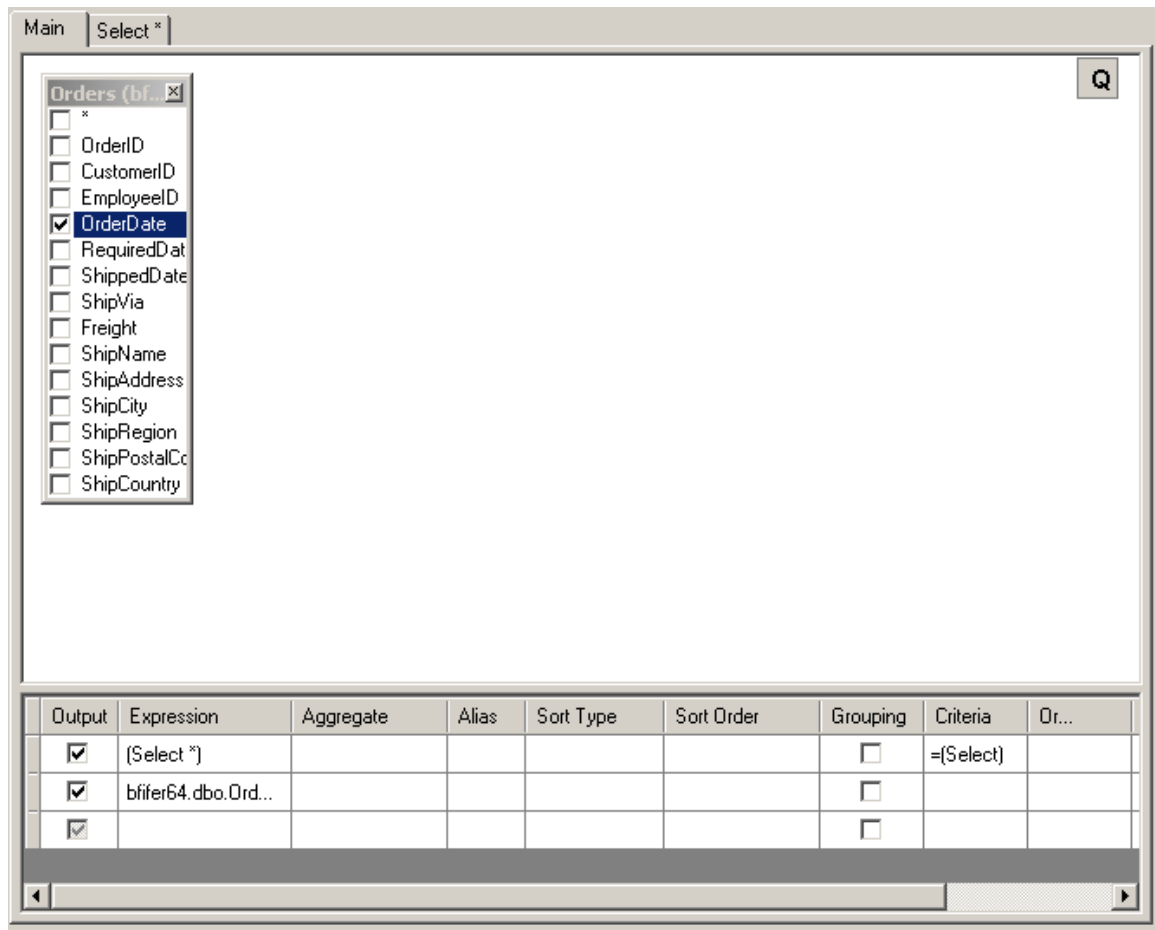 Main Select *
Q
Orders (bf...
*
OrderID
CustomerID
EmployeeID
OrderDate
RequiredDat
ShippedDate
ShipVia
Freight
ShipName
ShipAddress
ShipCity
ShipRegion
ShipPostalCo
ShipCountry
Output Expression Aggregate Alias Sort Type Sort Order Grouping Criteria Or...
(Select *) =(Select)
bfifer64.dbo.Ord...